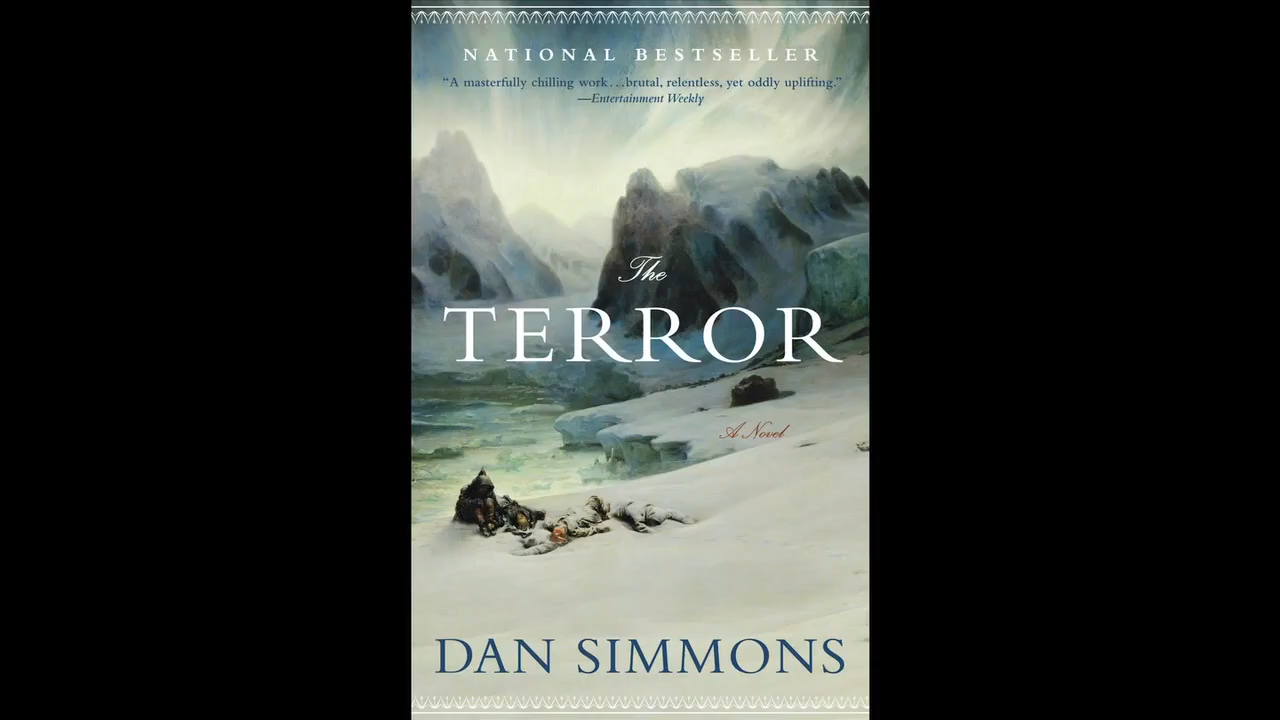 NATIONAL BESTSELLER
“A masterfully chilling work...brutal, relentless, yet oddly uplifting.”
—Entertainment Weekly
The
TERROR
A Novel
DAN SIMMONS